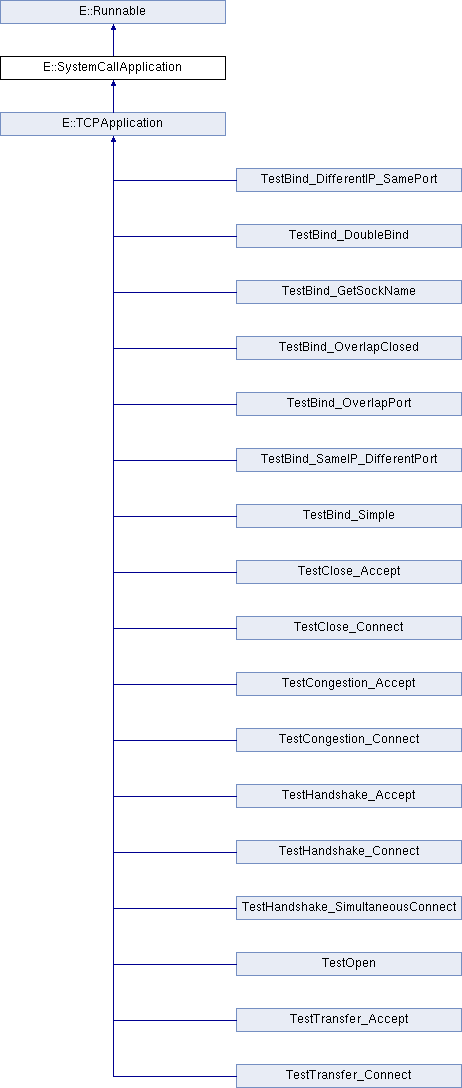 E::Runnable
E::SystemCallApplication
E::TCPApplication
TestBind_DifferentIP_SamePort
TestBind_DoubleBind
TestBind_GetSockName
TestBind_OverlapClosed
TestBind_OverlapPort
TestBind_SameIP_DifferentPort
TestBind_Simple
TestClose_Accept
TestClose_Connect
TestCongestion_Accept
TestCongestion_Connect
TestHandshake_Accept
TestHandshake_Connect
TestHandshake_SimultaneousConnect
TestOpen
TestTransfer_Accept
TestTransfer_Connect